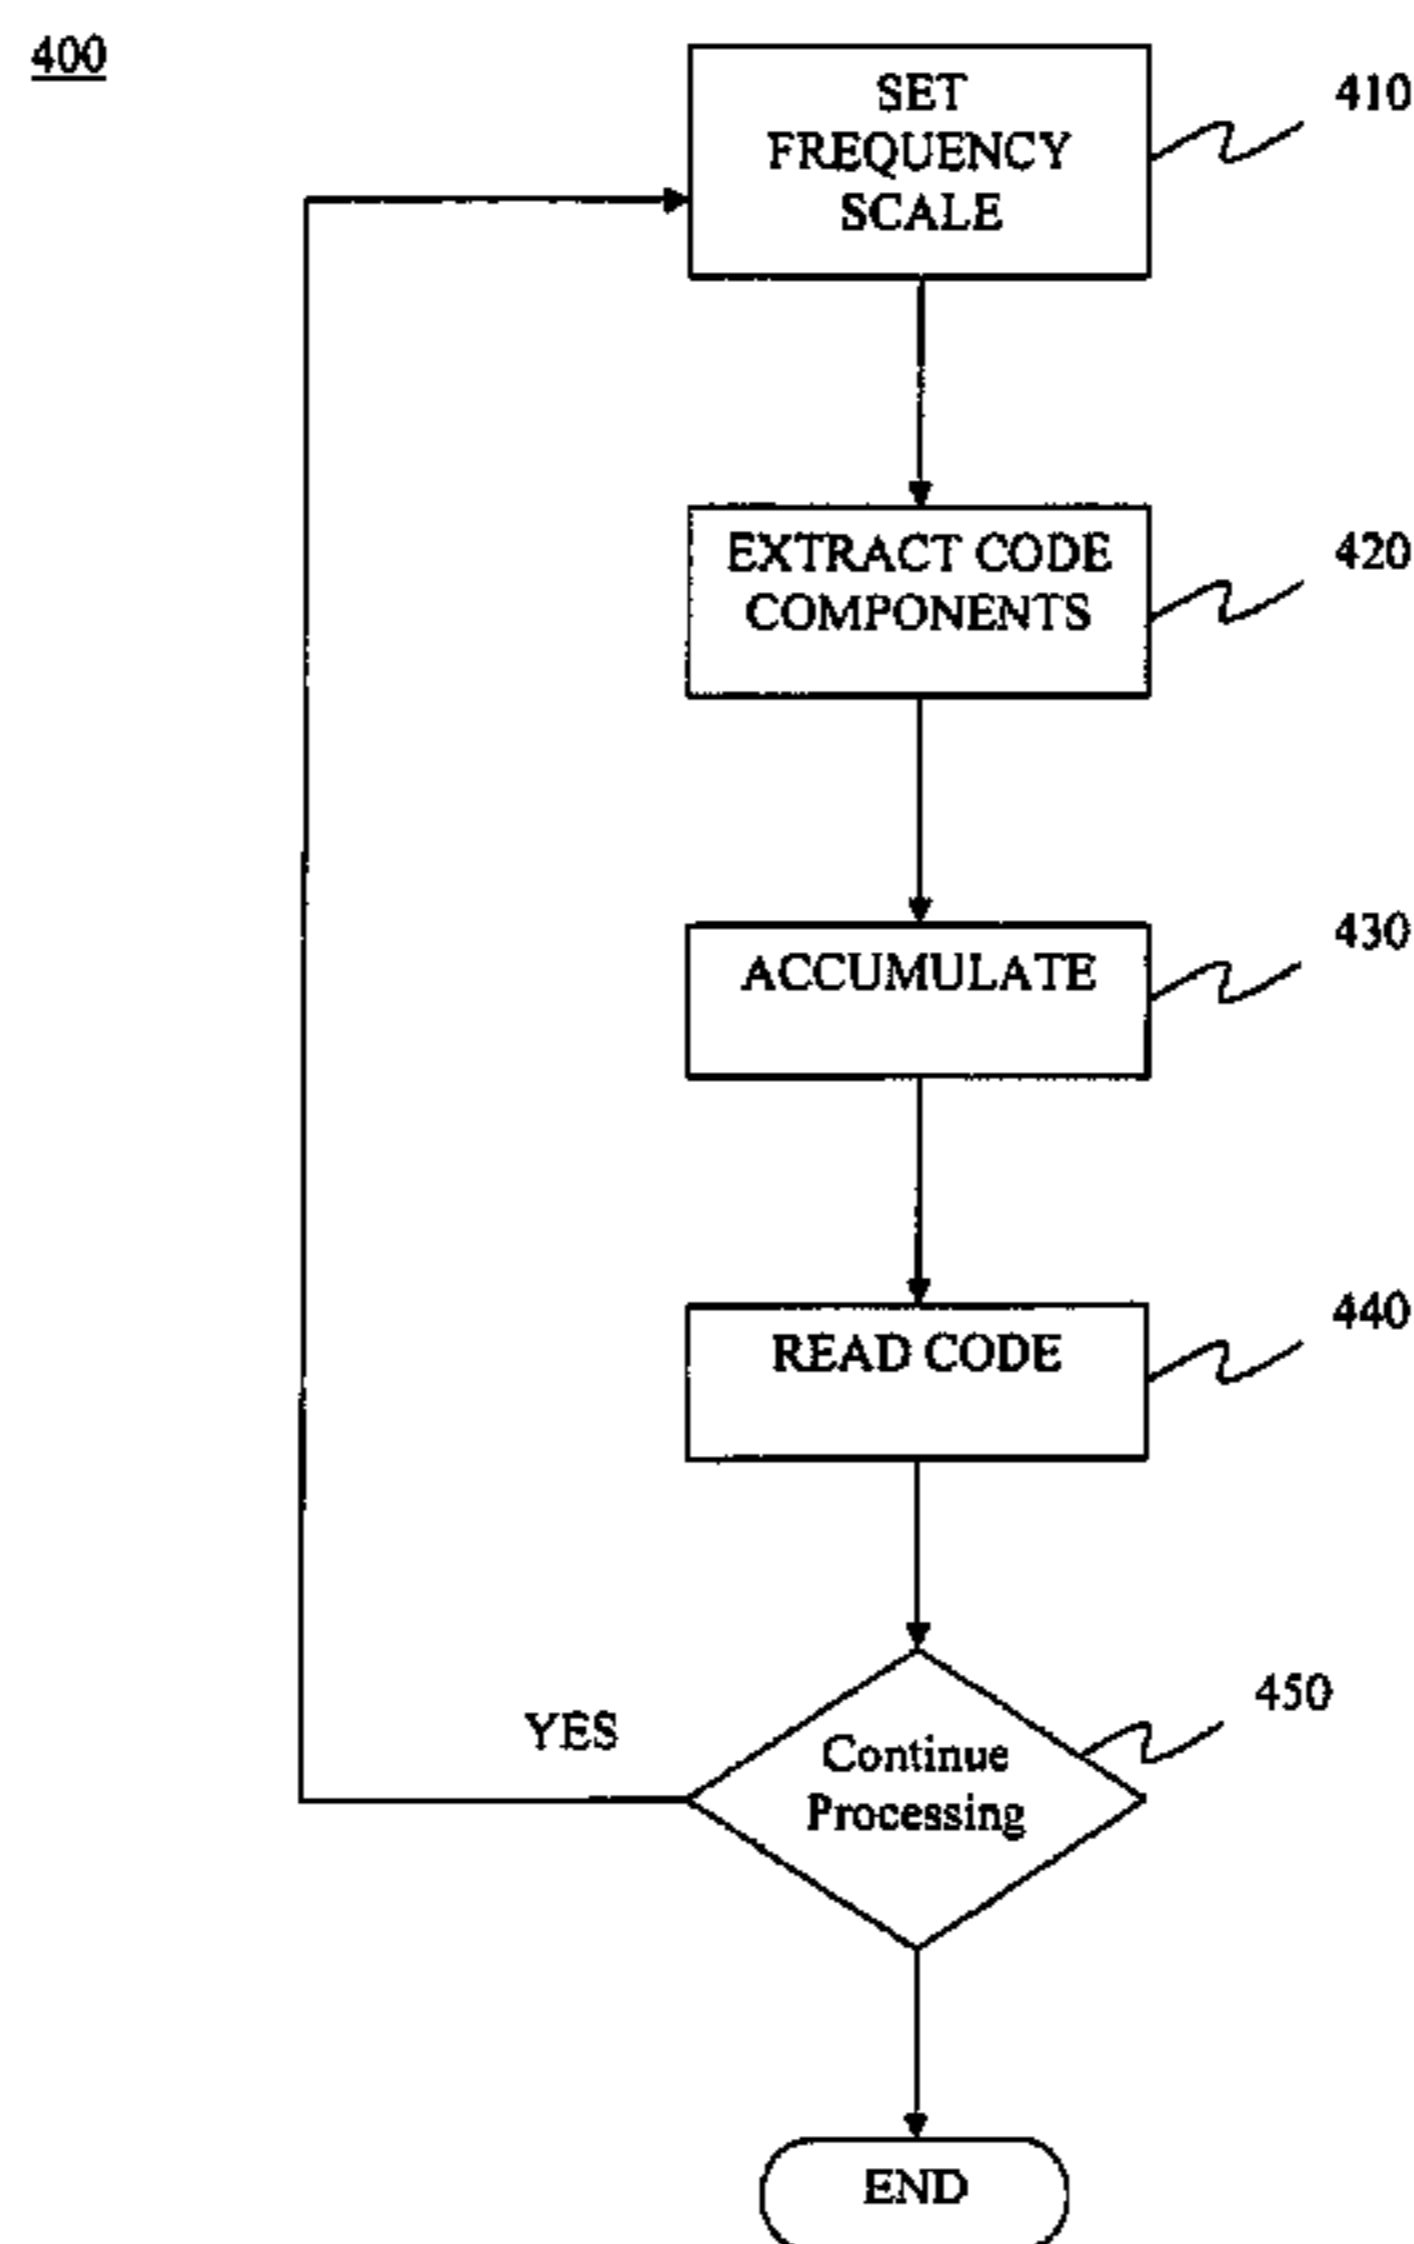 400
SET
FREQUENCY
SCALE
410
EXTRACT CODE
COMPONENTS
420
ACCUMULATE
430
READ CODE
440
YES
Continue
Processing
450
END